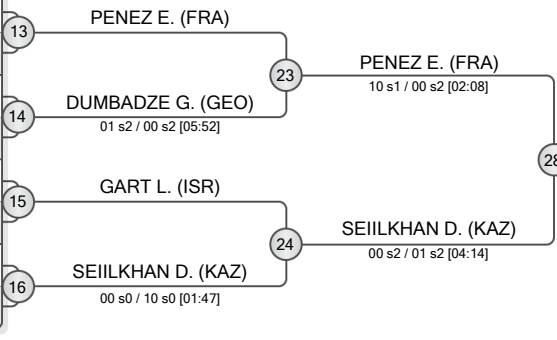 PENEZ E. (FRA)
13
23
PENEZ E. (FRA)
10 s1 / 00 s2 [02:08]
DUMBADZE G. (GEO)
14
01 s2 / 00 s2 [05:52]
28
GART L. (ISR)
15
24
SEIILKHAN D. (KAZ)
00 s2 / 01 s2 [04:14]
SEIILKHAN D. (KAZ)
16
00 s0 / 10 s0 [01:47]